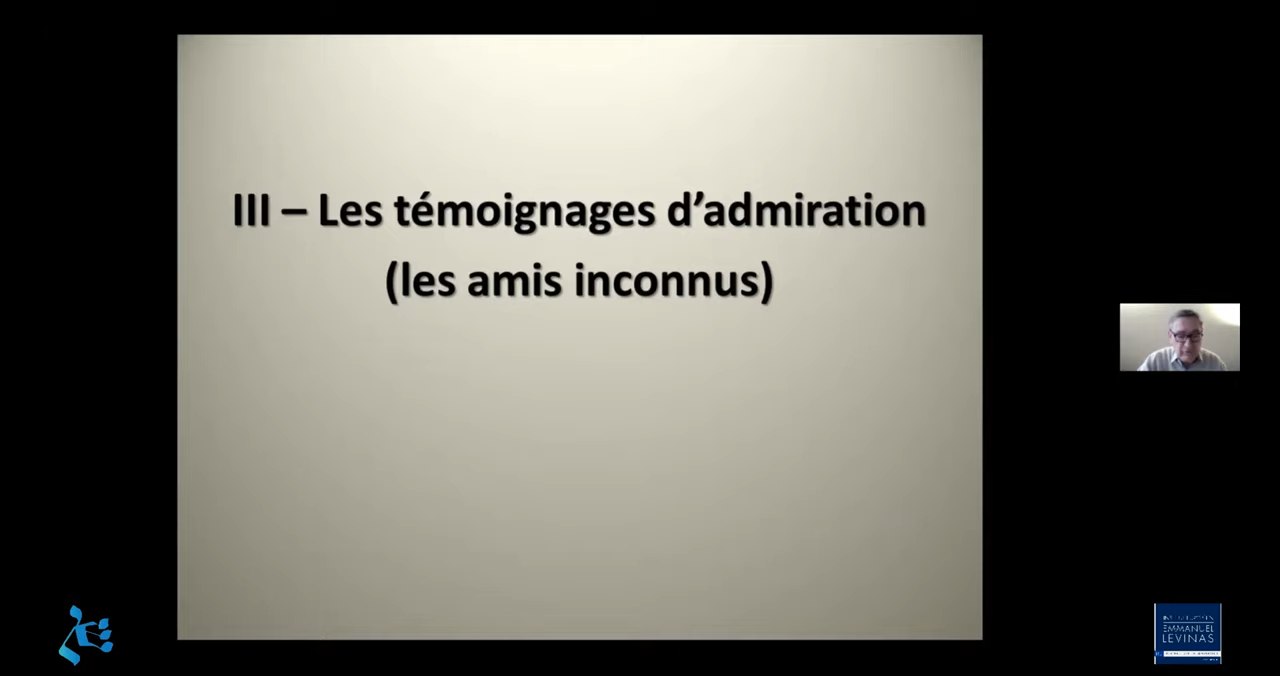 III – Les témoignages d’admiration
(les amis inconnus)
EMMANUEL
LEVINAS